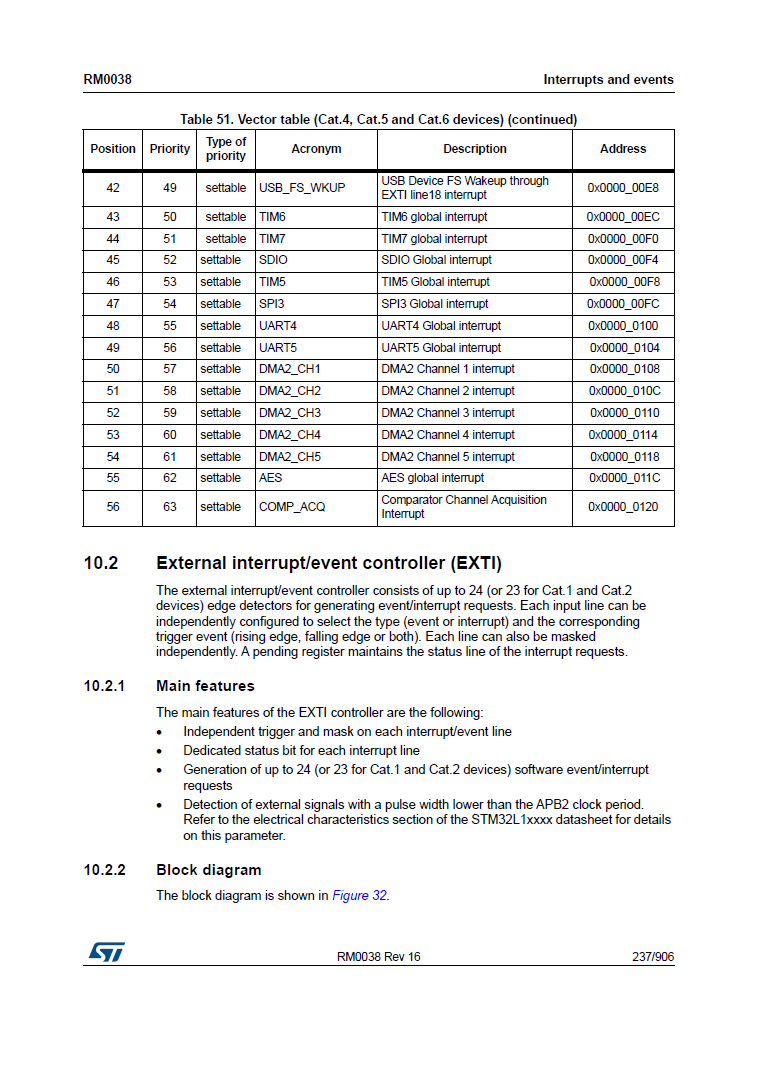 RM0038 Interrupts and events
Table 51. Vector table (Cat.4, Cat.5 and Cat.6 devices) (continued)
Position Priority Type of priority Acronym Description Address
42 49 settable USB_FS_WKUP USB Device FS Wakeup through EXTI line18 interrupt 0x0000_00E8
43 50 settable TIM6 TIM6 global interrupt 0x0000_00EC
44 51 settable TIM7 TIM7 global interrupt 0x0000_00F0
45 52 settable SDIO SDIO Global interrupt 0x0000_00F4
46 53 settable TIM5 TIM5 Global interrupt 0x0000_00F8
47 54 settable SPI3 SPI3 Global interrupt 0x0000_00FC
48 55 settable UART4 UART4 Global interrupt 0x0000_0100
49 56 settable UART5 UART5 Global interrupt 0x0000_0104
50 57 settable DMA2_CH1 DMA2 Channel 1 interrupt 0x0000_0108
51 58 settable DMA2_CH2 DMA2 Channel 2 interrupt 0x0000_010C
52 59 settable DMA2_CH3 DMA2 Channel 3 interrupt 0x0000_0110
53 60 settable DMA2_CH4 DMA2 Channel 4 interrupt 0x0000_0114
54 61 settable DMA2_CH5 DMA2 Channel 5 interrupt 0x0000_0118
55 62 settable AES AES global interrupt 0x0000_011C
56 63 settable COMP_ACQ Comparator Channel Acquisition Interrupt 0x0000_0120
10.2 External interrupt/event controller (EXTI)
The external interrupt/event controller consists of up to 24 (or 23 for Cat.1 and Cat.2
devices) edge detectors for generating event/interrupt requests. Each input line can be
independently configured to select the type (event or interrupt) and the corresponding
trigger event (rising edge, falling edge or both). Each line can also be masked
independently. A pending register maintains the status line of the interrupt requests.
10.2.1 Main features
The main features of the EXTI controller are the following:
• Independent trigger and mask on each interrupt/event line
• Dedicated status bit for each interrupt line
• Generation of up to 24 (or 23 for Cat.1 and Cat.2 devices) software event/interrupt
requests
• Detection of external signals with a pulse width lower than the APB2 clock period.
Refer to the electrical characteristics section of the STM32L1xxxx datasheet for details
on this parameter.
10.2.2 Block diagram
The block diagram is shown in Figure 32.
ST RM0038 Rev 16 237/906